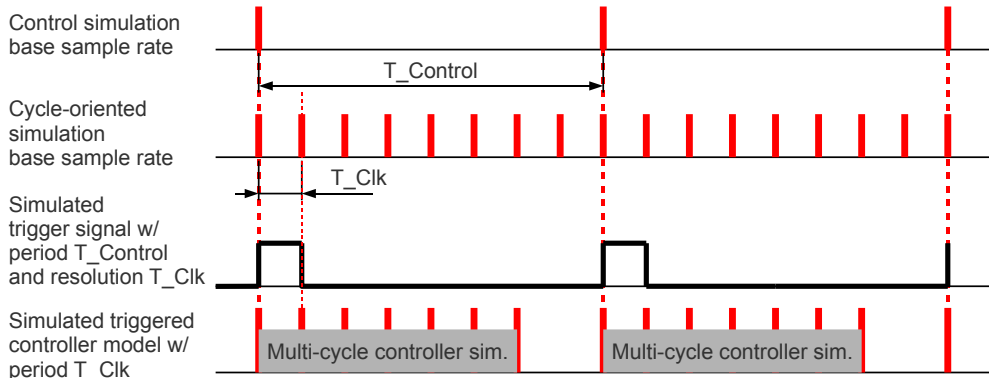 Control simulation
base sample rate
T_Control
Cycle-oriented
simulation
base sample rate
T_Clk
Simulated
trigger signal w/
period T_Control
and resolution T_Clk
Simulated triggered
controller model w/
period T_Clk
Multi-cycle controller sim.
Multi-cycle controller sim.